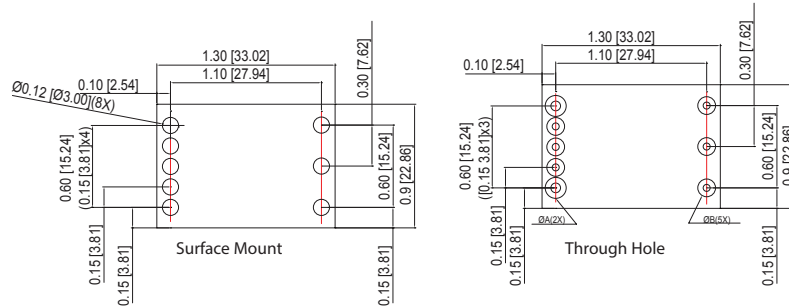 1.30 [33.02]
1.10 [27.94]
0.10 [2.54]
0.30 [7.62]
Ø0.12 [Ø3.00](8X)
0.60 [15.24]
(0.15 [3.81]x4)
0.15 [3.81]
0.15 [3.81]
0.60 [15.24]
0.9 [22.86]
0.15 [3.81]
Surface Mount
1.30 [33.02]
1.10 [27.94]
0.10 [2.54]
0.30 [7.62]
0.60 [15.24]
([0.15 3.81]x3)
0.15 [3.81]
0.15 [3.81]
0.60 [15.24]
0.9 [22.86]
0.15 [3.81]
ØA(2X)
ØB(5X)
Through Hole